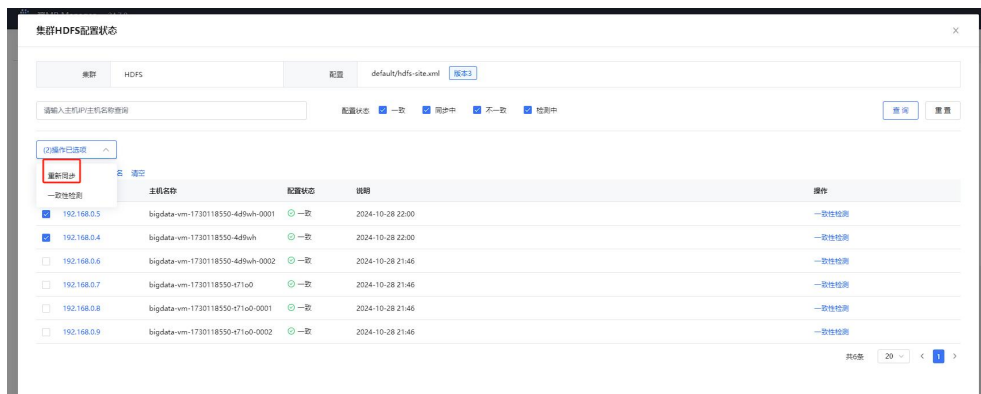 集群HDFS配置状态
集群 HDFS 配置 default/hdfs-site.xml 版本3
请输入主机IP/主机名称查询 配置状态 一致 同步中 不一致 检测中 查询 重置
(2)操作已选项
重新同步 名 清空
一致性检测 主机名称 配置状态 说明 操作
192.168.0.5 bigdata-vm-1730118550-4d9wh-0001 一致 2024-10-28 22:00 一致性检测
192.168.0.4 bigdata-vm-1730118550-4d9wh 一致 2024-10-28 22:00 一致性检测
192.168.0.6 bigdata-vm-1730118550-4d9wh-0002 一致 2024-10-28 21:46 一致性检测
192.168.0.7 bigdata-vm-1730118550-t71o0 一致 2024-10-28 21:46 一致性检测
192.168.0.8 bigdata-vm-1730118550-t71o0-0001 一致 2024-10-28 21:46 一致性检测
192.168.0.9 bigdata-vm-1730118550-t71o0-0002 一致 2024-10-28 21:46 一致性检测
共6条 20 1